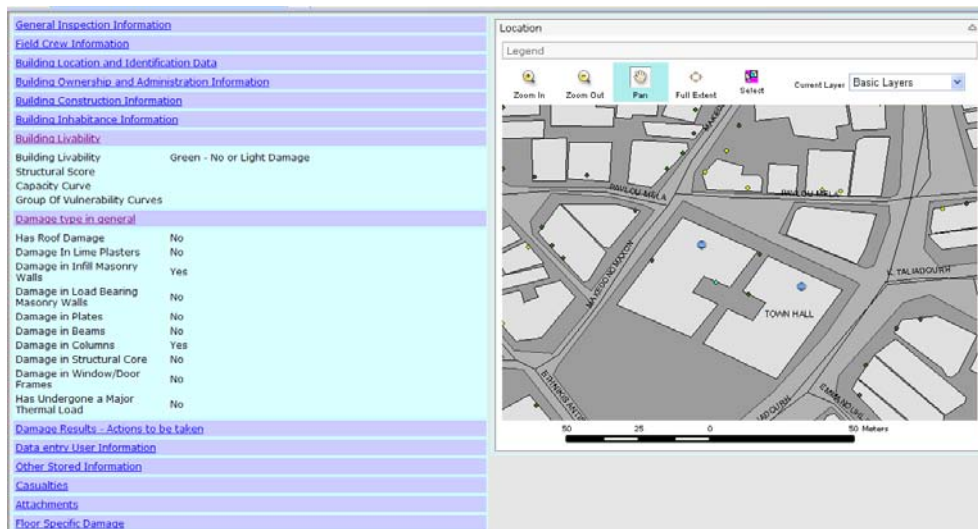 General Inspection Information
Field Crew Information
Building Location and Identification Data
Building Ownership and Administration Information
Building Construction Information
Building Inhabitance Information
Building Livability
Building Livability Green - No or Light Damage
Structural Score
Capacity Curve
Group Of Vulnerability Curves
Damage type in general
Has Roof Damage No
Damage In Lime Plasters No
Damage in Infill Masonry
Walls Yes
Damage in Load Bearing
Masonry Walls No
Damage in Plates No
Damage in Beams No
Damage in Columns Yes
Damage in Structural Core No
Damage in Window/Door
Frames No
Has Undergone a Major
Thermal Load No
Damage Results - Actions to be taken
Data entry User Information
Other Stored Information
Casualties
Attachments
Floor Specific Damage
Location
Legend
Zoom In
Zoom Out
Pan
Full Extent
Select
Current Layer Basic Layers
PAVLOU MELA
PAVLOU MELA
MAKEDONOMAXON
K. TALIADOURH
TOWN HALL
50 25 0 50 Meters